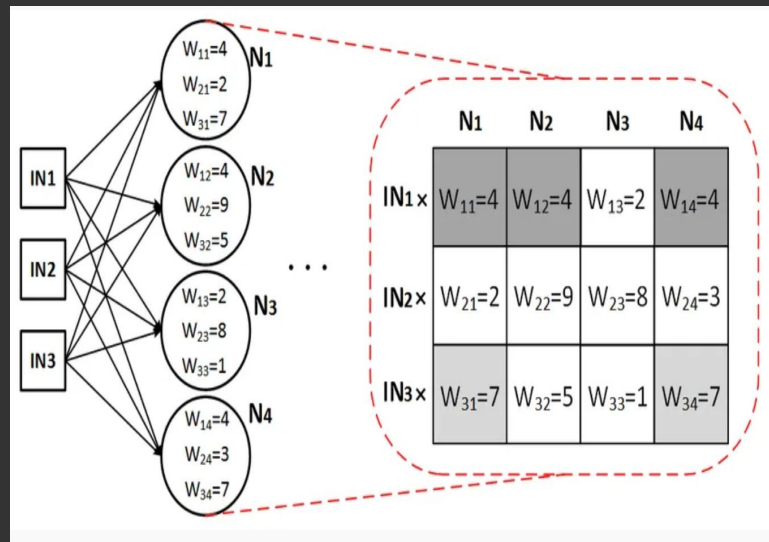 W₁₁=4
W₂₁=2
W₃₁=7
N1
W₁₂=4
W₂₂=9
W₃₂=5
N2
W₁₃=2
W₂₃=8
W₃₃=1
N3
W₁₄=4
W₂₄=3
W₃₄=7
N4
IN1
IN2
IN3
...
N1 N2 N3 N4
IN1× W₁₁=4 W₁₂=4 W₁₃=2 W₁₄=4
IN2× W₂₁=2 W₂₂=9 W₂₃=8 W₂₄=3
IN3× W₃₁=7 W₃₂=5 W₃₃=1 W₃₄=7